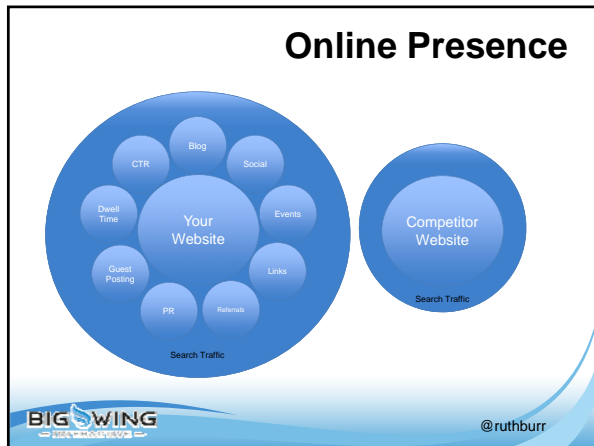 Online Presence
Blog
CTR
Social
Dwell
Time
Your
Website
Events
Guest
Posting
Links
PR
Referrals
Search Traffic
Competitor
Website
Search Traffic
BIG WING
@ruthburr